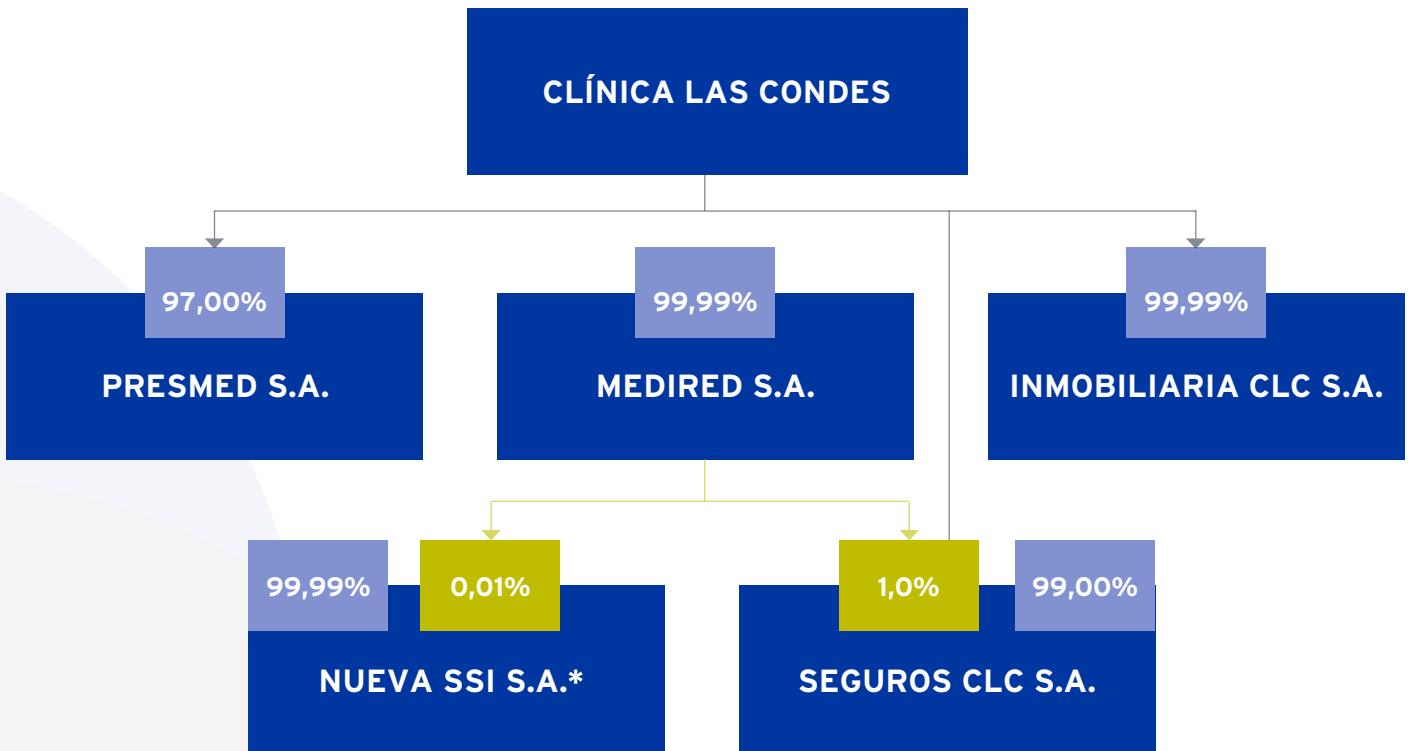 CLÍNICA LAS CONDES
97,00%
99,99%
99,99%
PRESMED S.A.
MEDIRED S.A.
INMOBILIARIA CLC S.A.
99,99%
0,01%
1,0%
99,00%
NUEVA SSI S.A.*
SEGUROS CLC S.A.